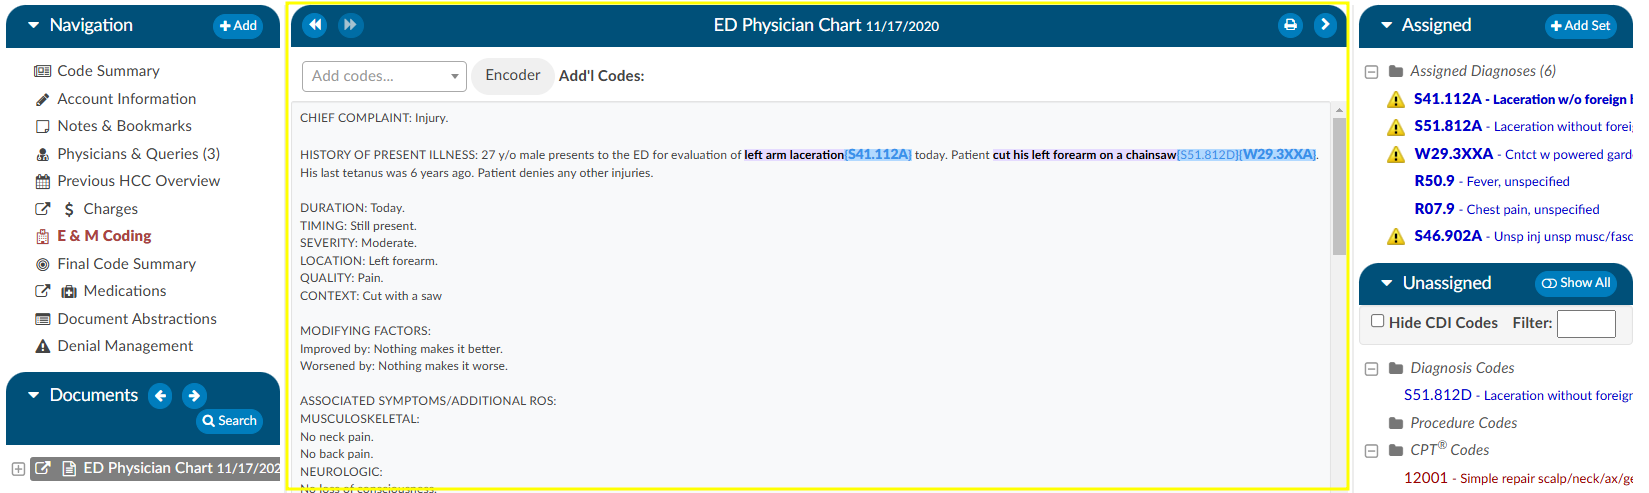 Navigation
Add
Code Summary
Account Information
Notes & Bookmarks
Physicians & Queries (3)
Previous HCC Overview
$ Charges
E & M Coding
Final Code Summary
Medications
Document Abstractions
Denial Management
Documents
Search
ED Physician Chart 11/17/202
ED Physician Chart 11/17/2020
Add codes...
Encoder
Add'l Codes:
CHIEF COMPLAINT: Injury.
HISTORY OF PRESENT ILLNESS: 27 y/o male presents to the ED for evaluation of left arm laceration[S41.112A] today. Patient cut his left forearm on a chainsaw[S51.812D][W29.3XXA].
His last tetanus was 6 years ago. Patient denies any other injuries.
DURATION: Today.
TIMING: Still present.
SEVERITY: Moderate.
LOCATION: Left forearm.
QUALITY: Pain.
CONTEXT: Cut with a saw
MODIFYING FACTORS:
Improved by: Nothing makes it better.
Worsened by: Nothing makes it worse.
ASSOCIATED SYMPTOMS/ADDITIONAL ROS:
MUSCULOSKELETAL:
No neck pain.
No back pain.
NEUROLOGIC:
No loss of consciousness.
Assigned
Add Set
Assigned Diagnoses (6)
S41.112A - Laceration w/o foreign b
S51.812A - Laceration without forei
W29.3XXA - Cntct w powered gard
R50.9 - Fever, unspecified
R07.9 - Chest pain, unspecified
S46.902A - Unsp inj unsp musc/fasc
Unassigned
Show All
Hide CDI Codes Filter:
Diagnosis Codes
S51.812D - Laceration without foreign
Procedure Codes
CPT® Codes
12001 - Simple repair scalp/neck/ax/ge